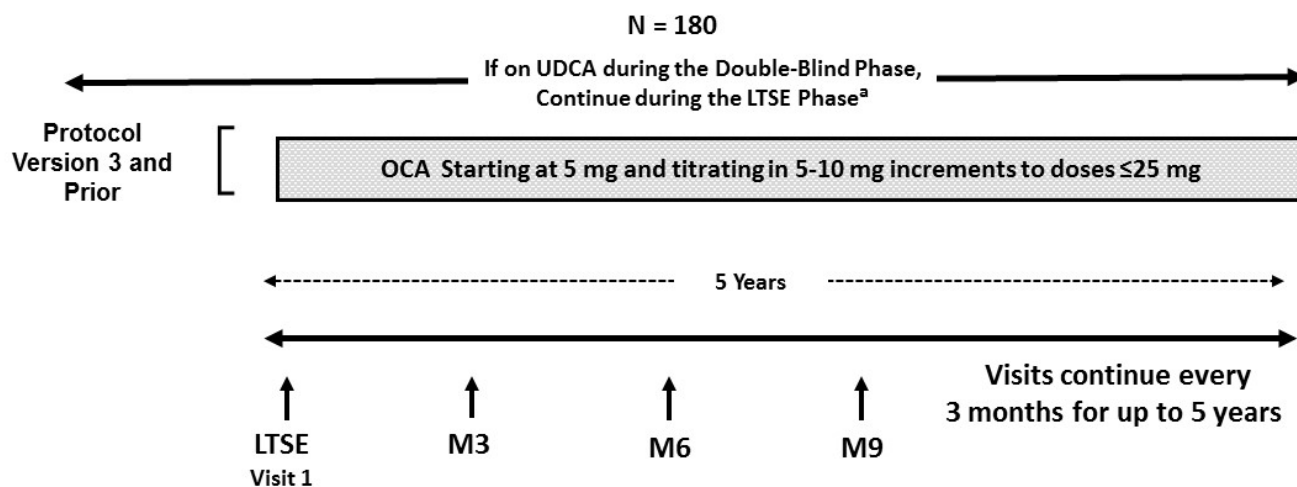 N = 180
If on UDCA during the Double-Blind Phase,
Continue during the LTSE Phaseᵃ
Protocol
Version 3 and
Prior
OCA Starting at 5 mg and titrating in 5-10 mg increments to doses ≤25 mg
5 Years
Visits continue every
3 months for up to 5 years
LTSE
Visit 1
M3
M6
M9